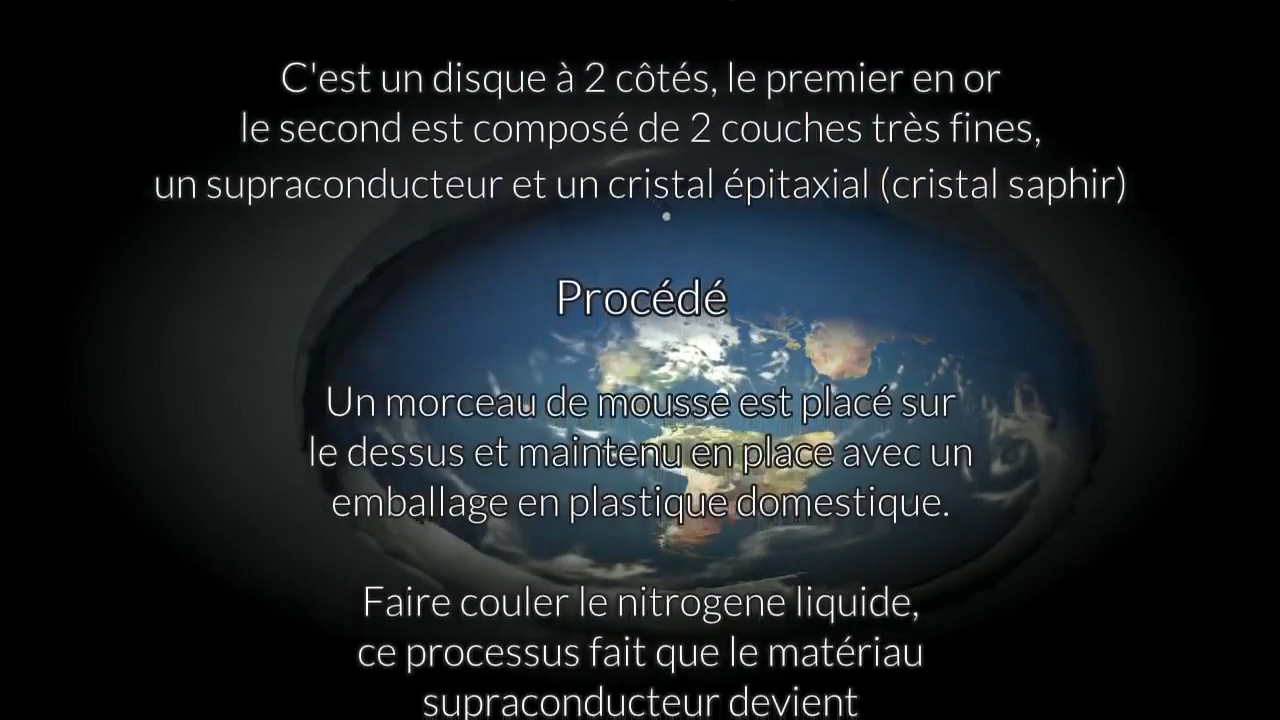 C'est un disque à 2 côtés, le premier en or
le second est composé de 2 couches très fines,
un supraconducteur et un cristal épitaxial (cristal saphir)
Procédé
Un morceau de mousse est placé sur
le dessus et maintenu en place avec un
emballage en plastique domestique.
Faire couler le nitrogene liquide,
ce processus fait que le matériau
supraconducteur devient